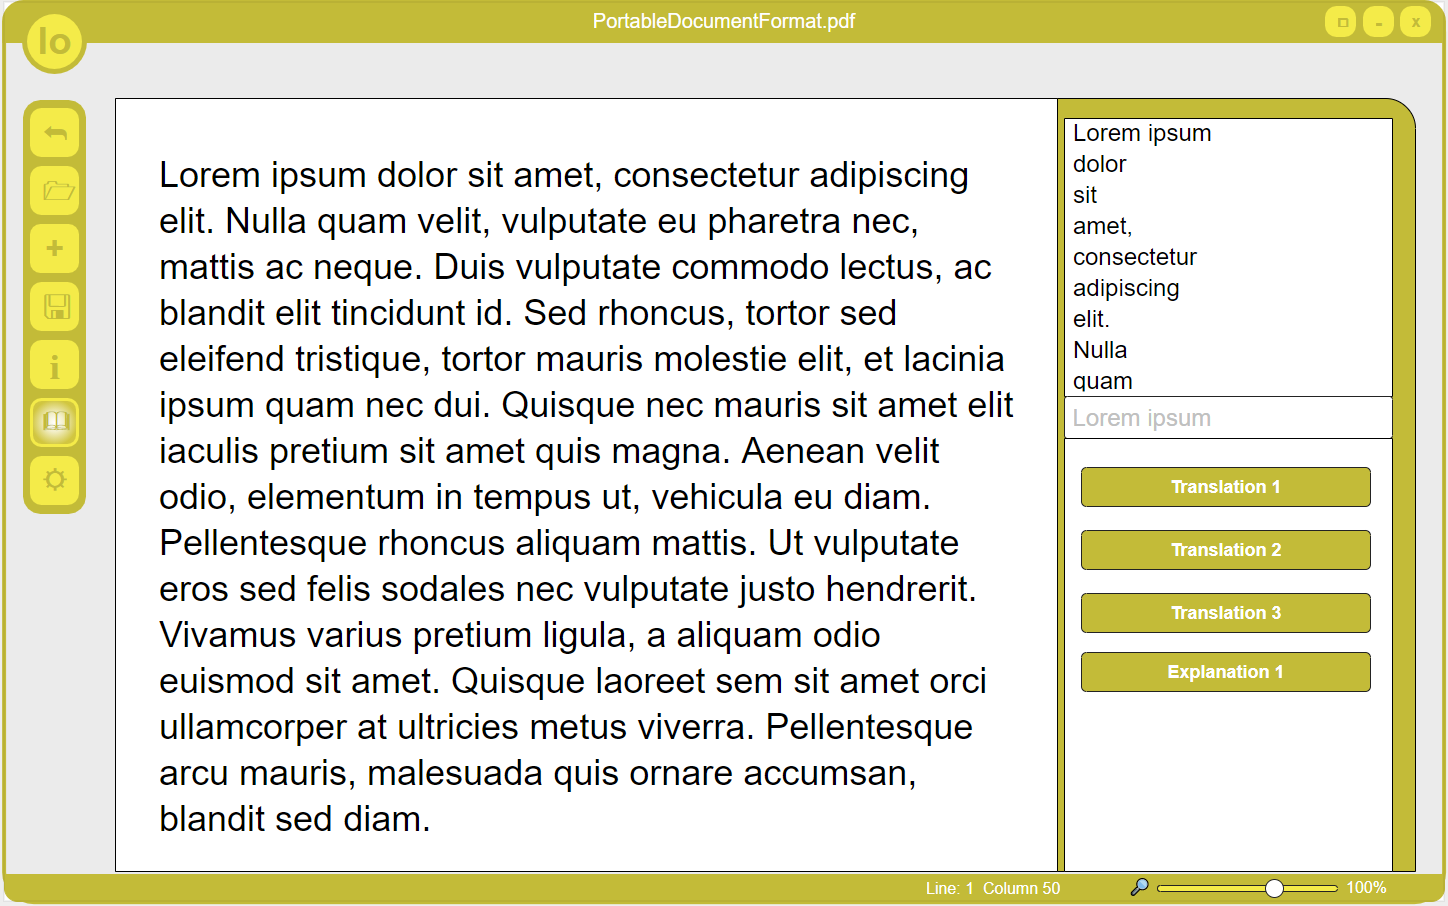 PortableDocumentFormat.pdf
x
lo
i
Lorem ipsum dolor sit amet, consectetur adipiscing
elit. Nulla quam velit, vulputate eu pharetra nec,
mattis ac neque. Duis vulputate commodo lectus, ac
blandit elit tincidunt id. Sed rhoncus, tortor sed
eleifend tristique, tortor mauris molestie elit, et lacinia
ipsum quam nec dui. Quisque nec mauris sit amet elit
iaculis pretium sit amet quis magna. Aenean velit
odio, elementum in tempus ut, vehicula eu diam.
Pellentesque rhoncus aliquam mattis. Ut vulputate
eros sed felis sodales nec vulputate justo hendrerit.
Vivamus varius pretium ligula, a aliquam odio
euismod sit amet. Quisque laoreet sem sit amet orci
ullamcorper at ultricies metus viverra. Pellentesque
arcu mauris, malesuada quis ornare accumsan,
blandit sed diam.
Lorem ipsum
dolor
sit
amet,
consectetur
adipiscing
elit.
Nulla
quam
Lorem ipsum
Translation 1
Translation 2
Translation 3
Explanation 1
Line: 1 Column 50
100%